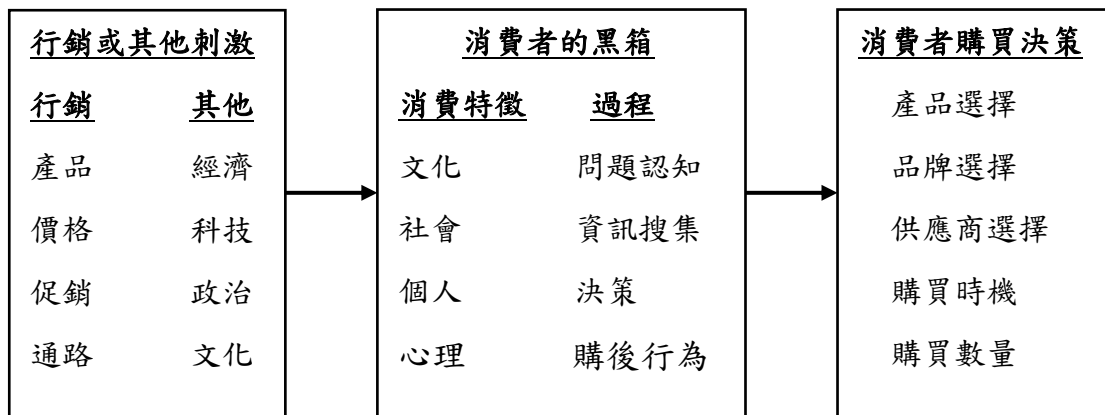 行銷或其他刺激
行銷 其他
產品 經濟
價格 科技
促銷 政治
通路 文化
消費者的黑箱
消費特徵 過程
文化 問題認知
社會 資訊搜集
個人 決策
心理 購後行為
消費者購買決策
產品選擇
品牌選擇
供應商選擇
購買時機
購買數量